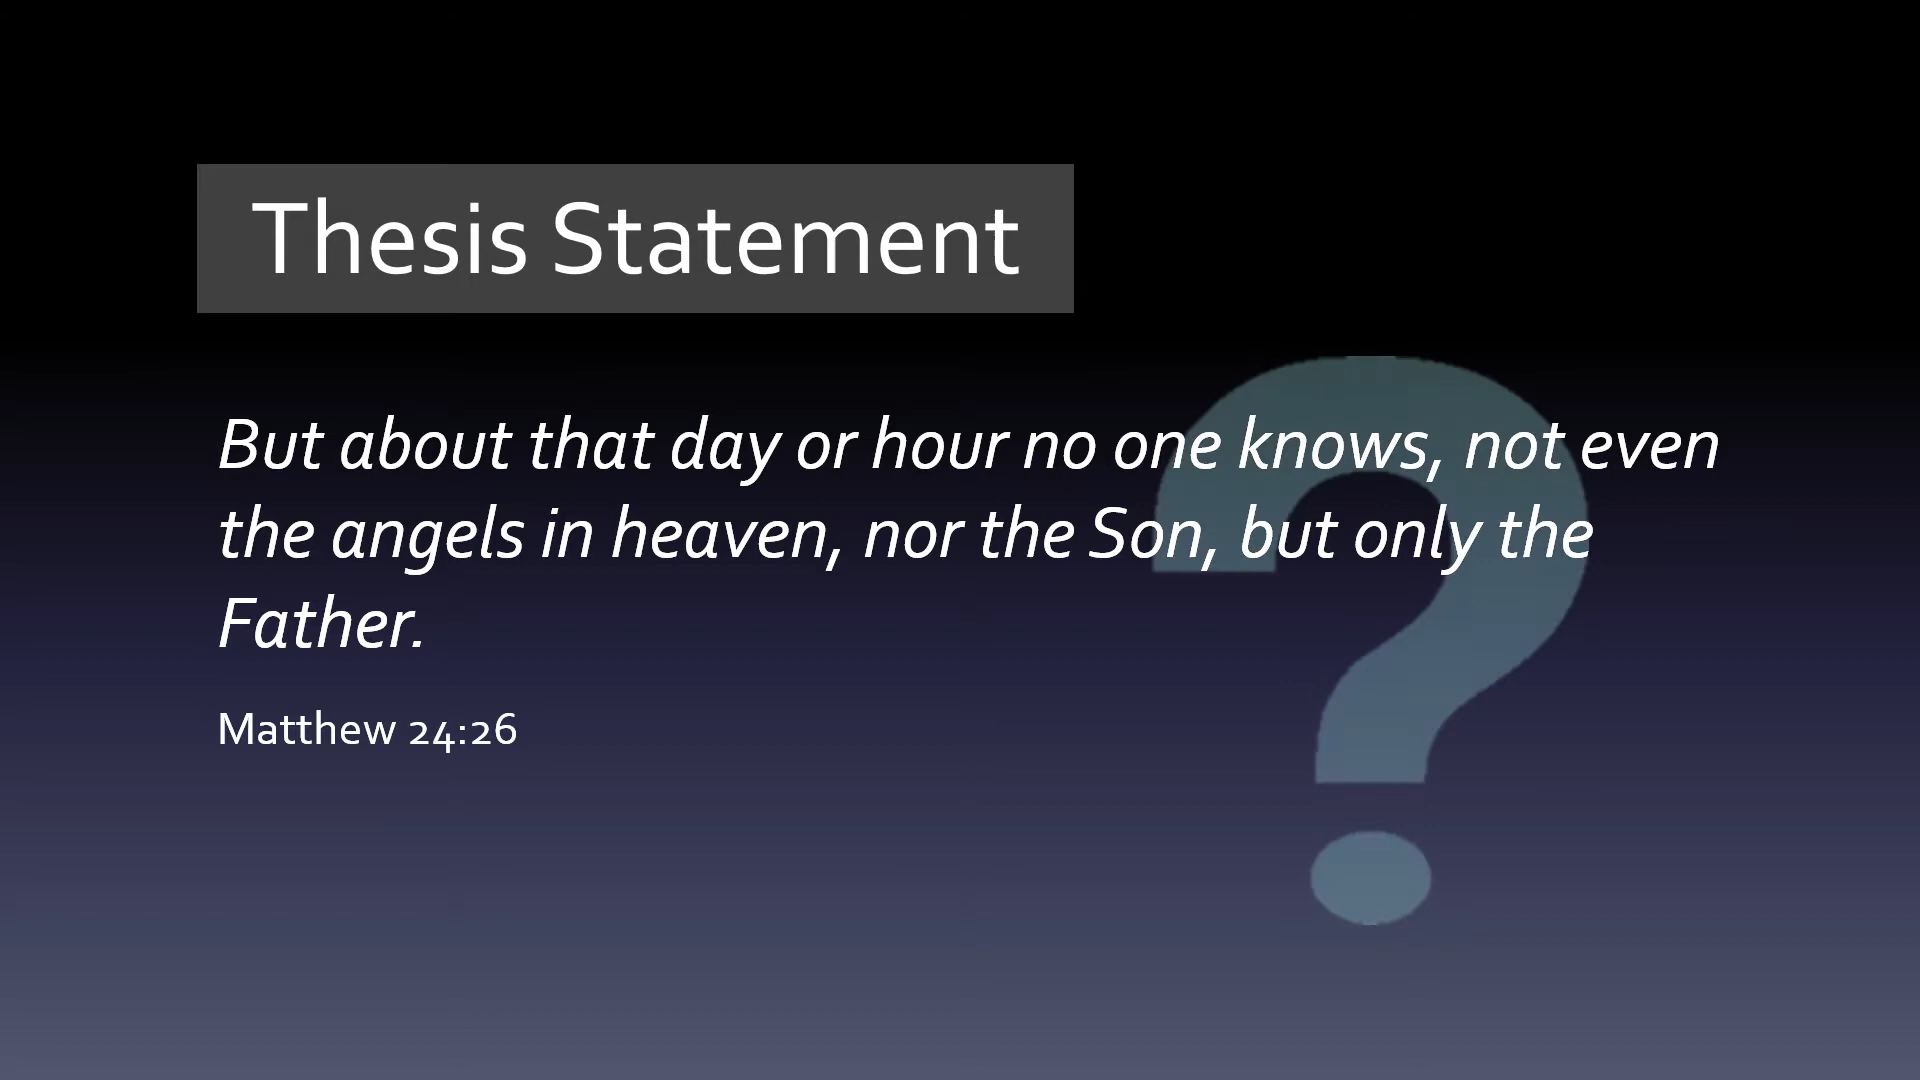 Thesis Statement
But about that day or hour no one knows, not even
the angels in heaven, nor the Son, but only the
Father.
Matthew 24:26